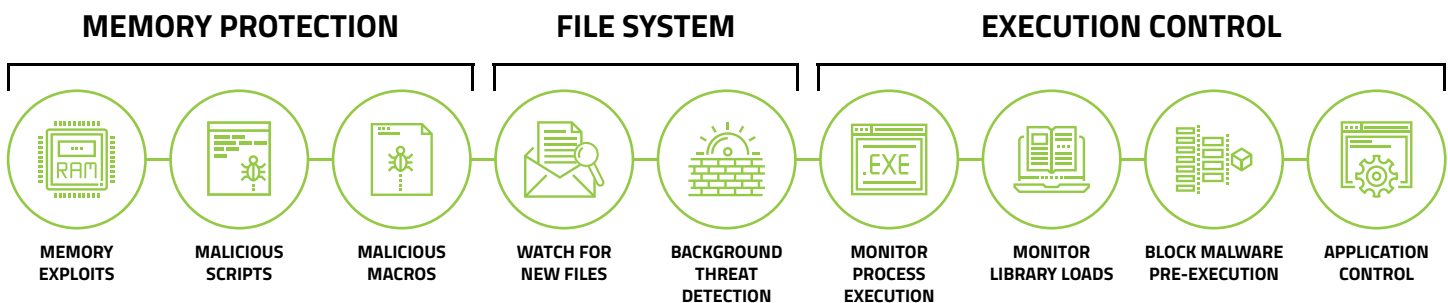 MEMORY PROTECTION
FILE SYSTEM
EXECUTION CONTROL
RAM
.EXE
MEMORY
EXPLOITS
MALICIOUS
SCRIPTS
MALICIOUS
MACROS
WATCH FOR
NEW FILES
BACKGROUND
THREAT
DETECTION
MONITOR
PROCESS
EXECUTION
MONITOR
LIBRARY LOADS
BLOCK MALWARE
PRE-EXECUTION
APPLICATION
CONTROL